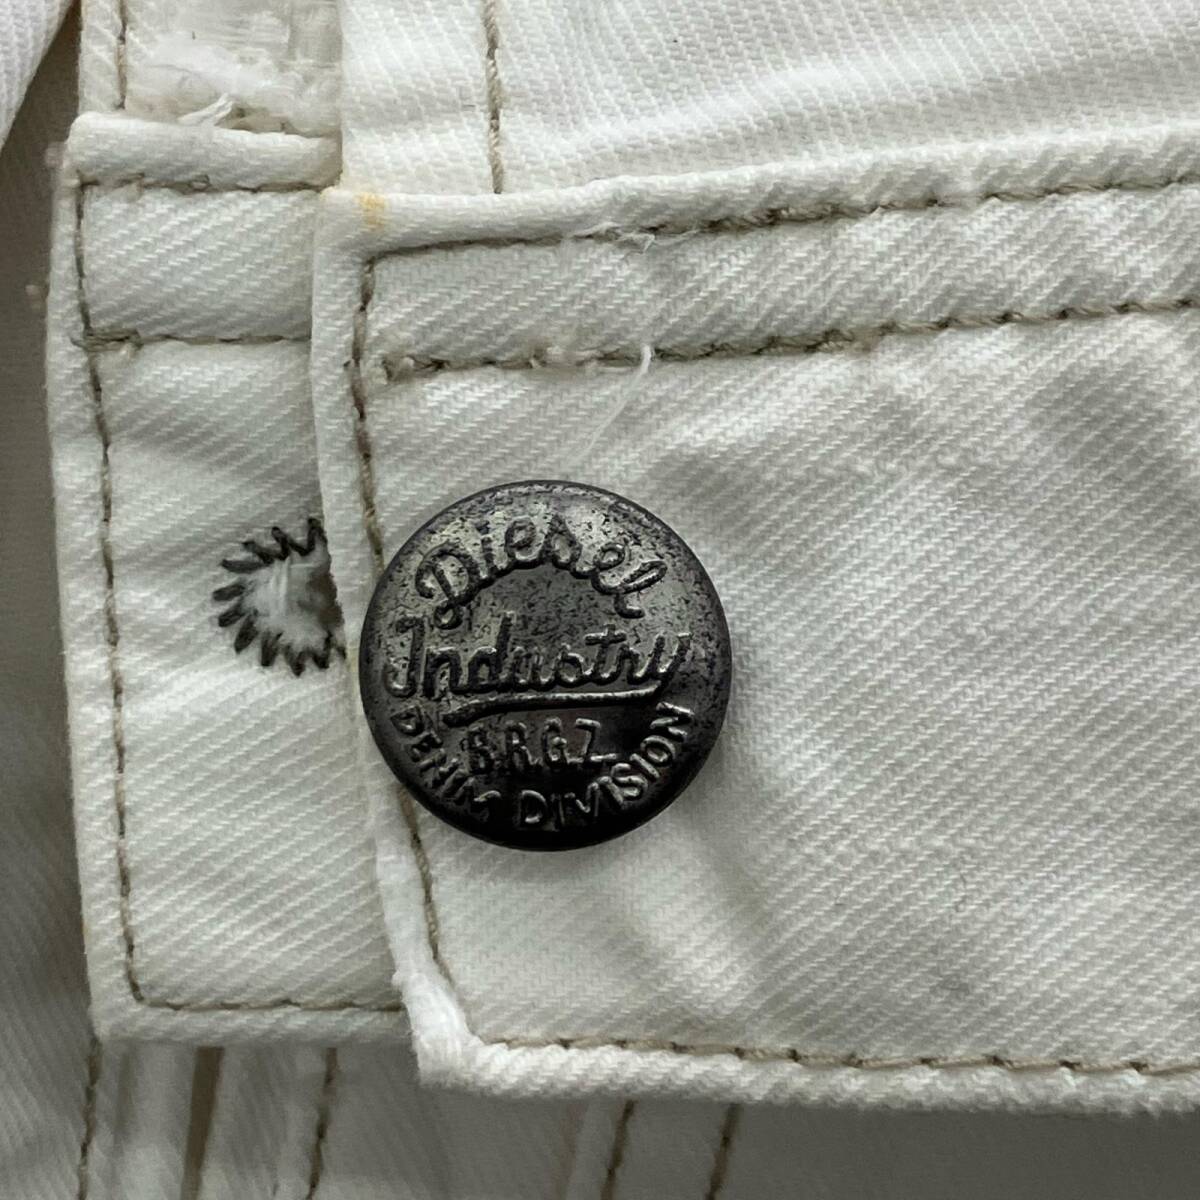 Diesel
Industry
B.R.G.Z
DENIM DIVISION